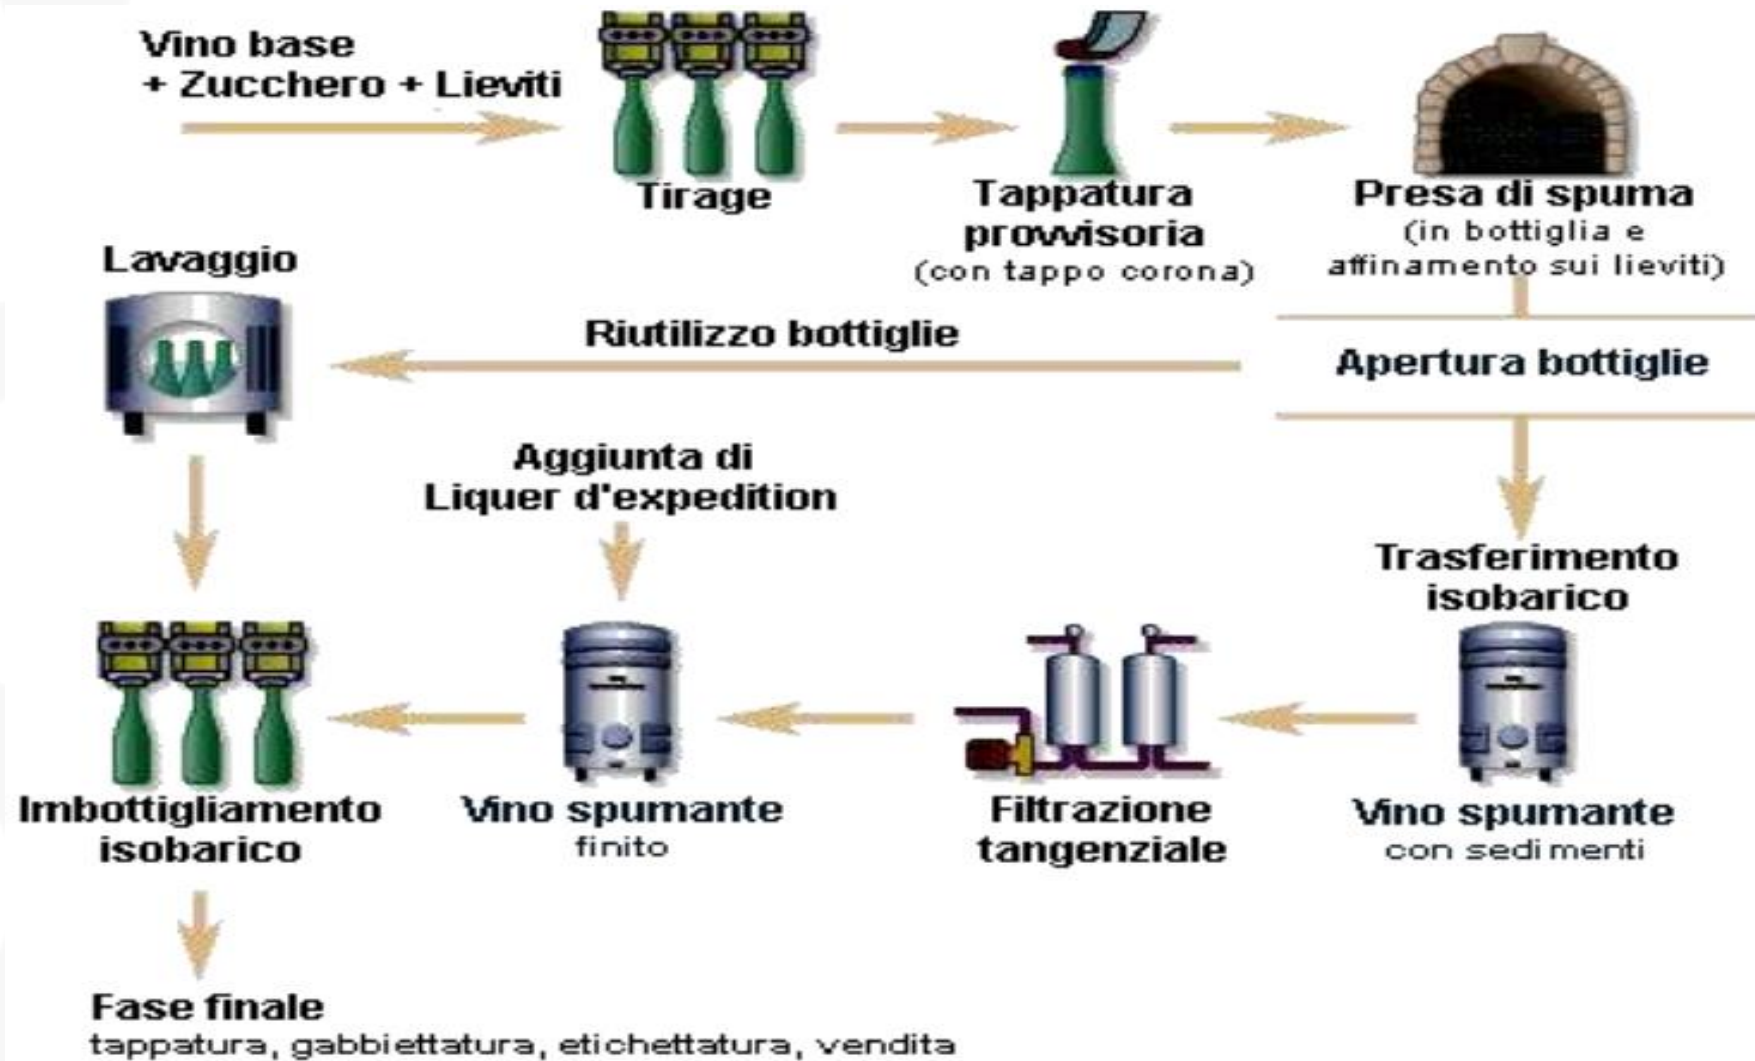 Vino base
+ Zucchero + Lieviti
Tirage
Tappatura
provvisoria
(con tappo corona)
Presa di spuma
(in bottiglia e
affinamento sui lieviti)
Lavaggio
Riutilizzo bottiglie
Apertura bottiglie
Aggiunta di
Liquer d'expedition
Trasferimento
isobarico
Imbottigliamento
isobarico
Vino spumante
finito
Filtrazione
tangenziale
Vino spumante
con sedimenti
Fase finale
tappatura, gabbiettatura, etichettatura, vendita